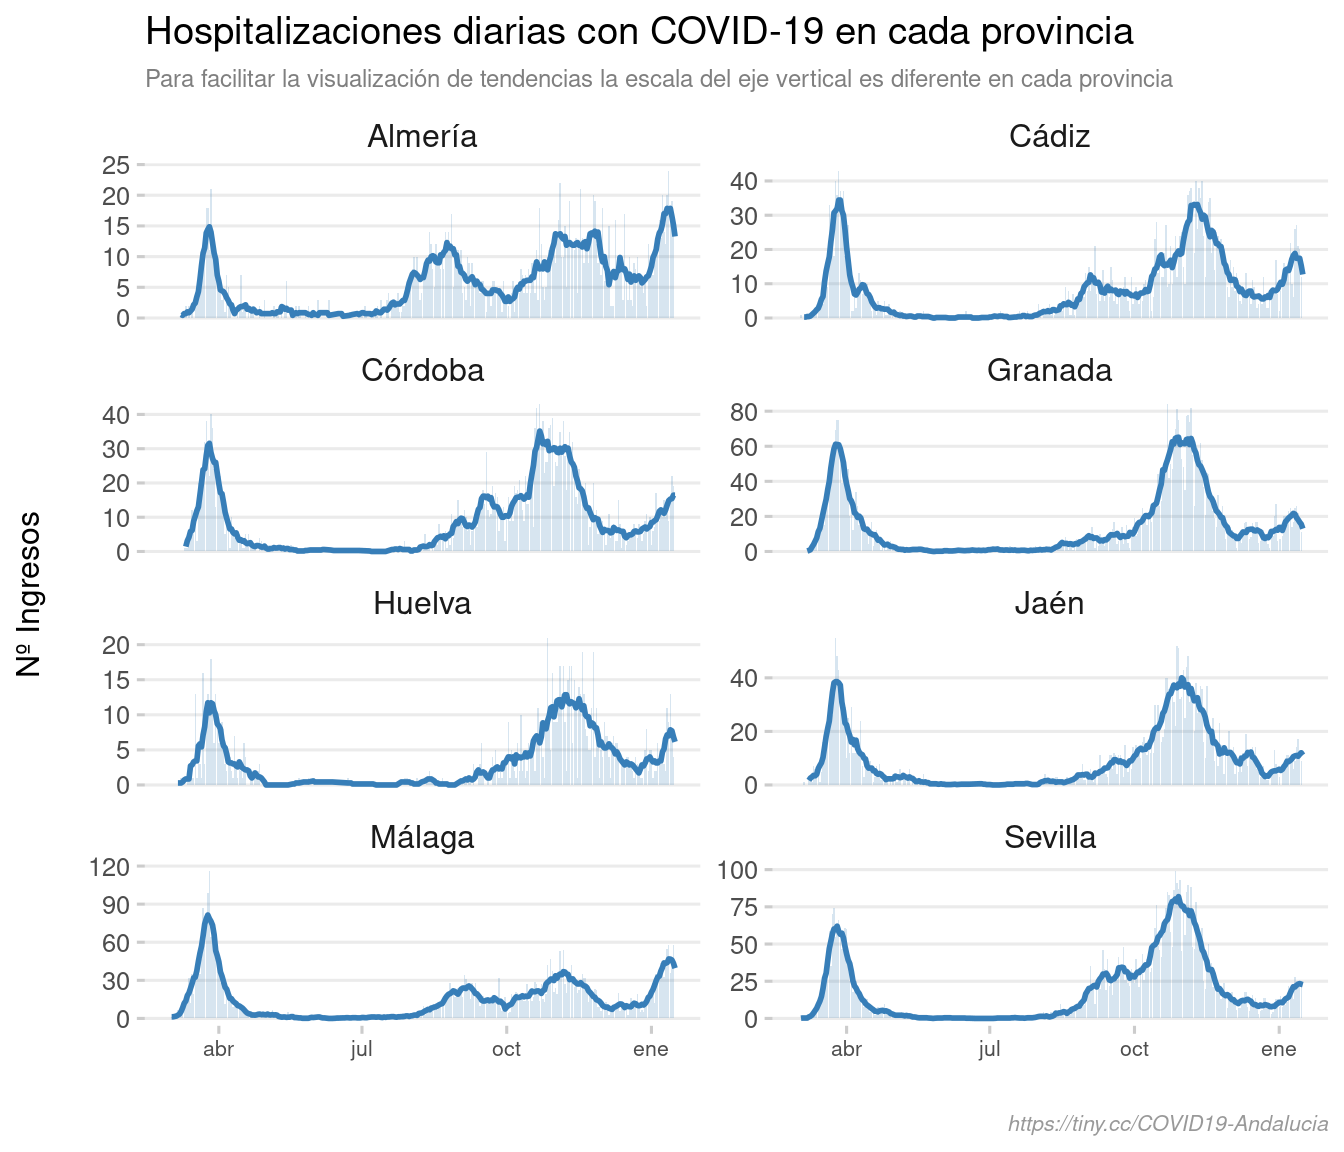 Hospitalizaciones diarias con COVID-19 en cada provincia
Para facilitar la visualización de tendencias la escala del eje vertical es diferente en cada provincia
Nº Ingresos
Almería
25
20
15
10
5
0
Cádiz
40
30
20
10
0
Córdoba
40
30
20
10
0
Granada
80
60
40
20
0
Huelva
20
15
10
5
0
Jaén
40
20
0
Málaga
120
90
60
30
0
abr jul oct ene
Sevilla
100
75
50
25
0
abr jul oct ene
https://tiny.cc/COVID19-Andalucia